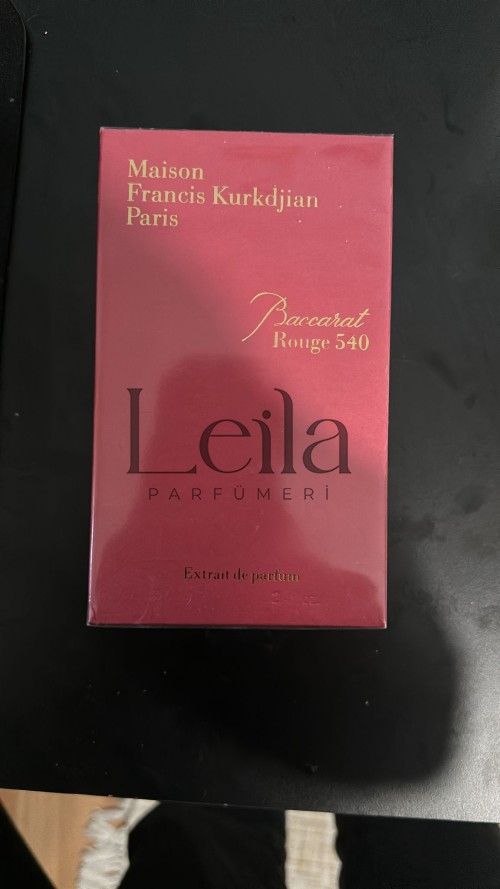 Maison
Francis Kurkdjian
Paris
Baccarat
Rouge 540
Leila
PARFÜMERİ
Extrait de parfum